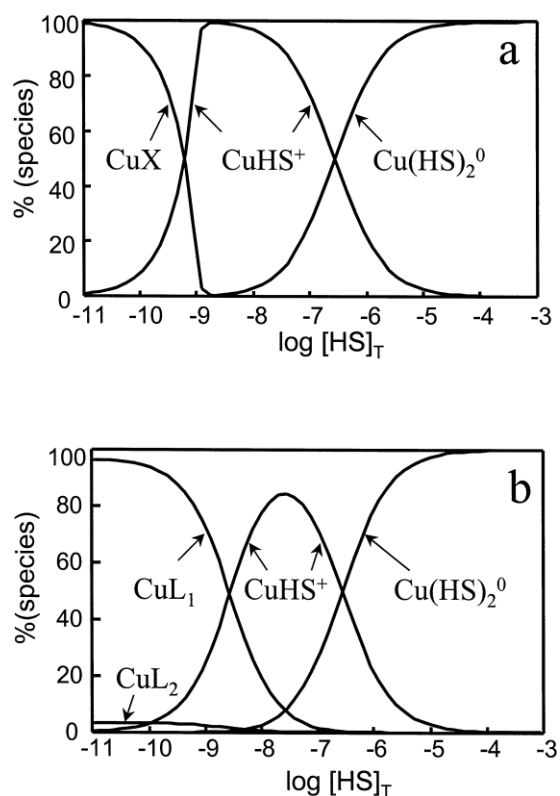 a
100
80
60
40
20
0
% (species)
CuX
CuHS⁺
Cu(HS)₂⁰
-11 -10 -9 -8 -7 -6 -5 -4 -3
log [HS]T
b
100
80
60
40
20
0
%(species)
CuL₁
CuHS⁺
Cu(HS)₂⁰
CuL₂
-11 -10 -9 -8 -7 -6 -5 -4 -3
log [HS]T